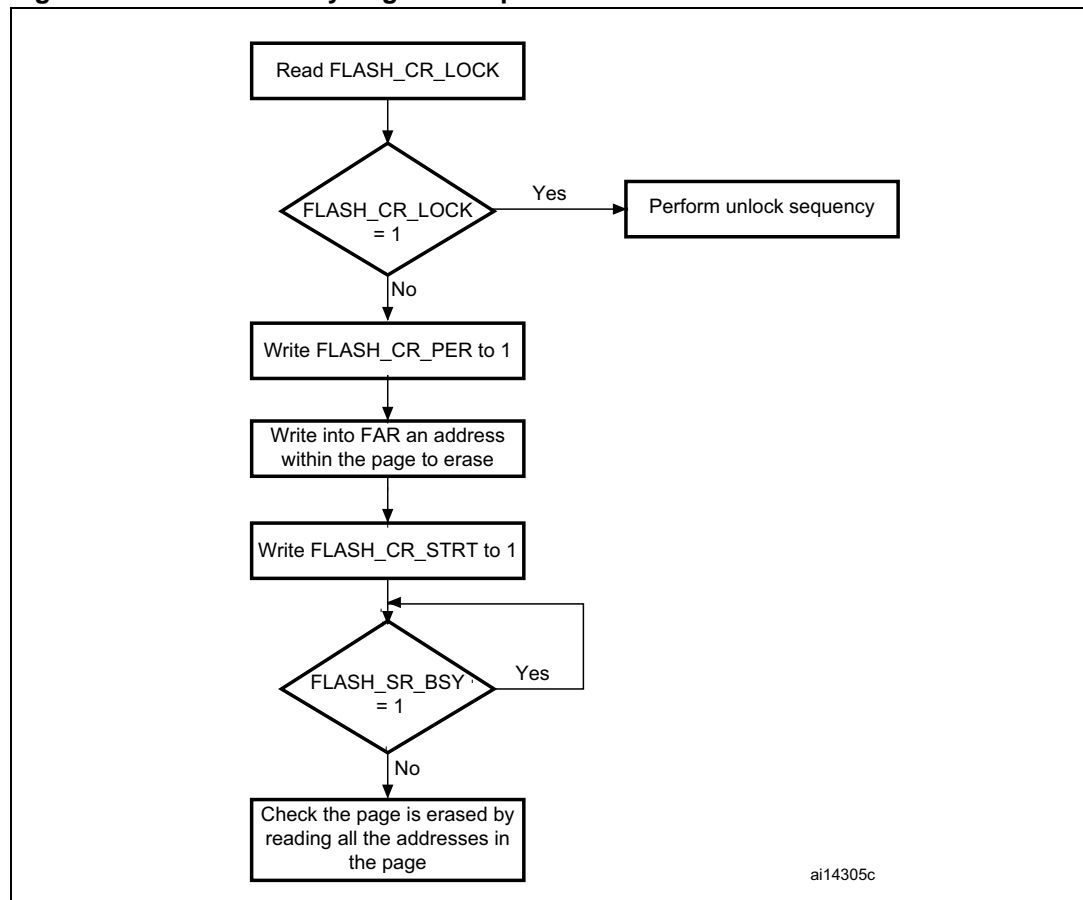 Read FLASH_CR_LOCK
FLASH_CR_LOCK
= 1
Yes
Perform unlock sequency
No
Write FLASH_CR_PER to 1
Write into FAR an address
within the page to erase
Write FLASH_CR_STRT to 1
FLASH_SR_BSY
= 1
Yes
No
Check the page is erased by
reading all the addresses in
the page
ai14305c